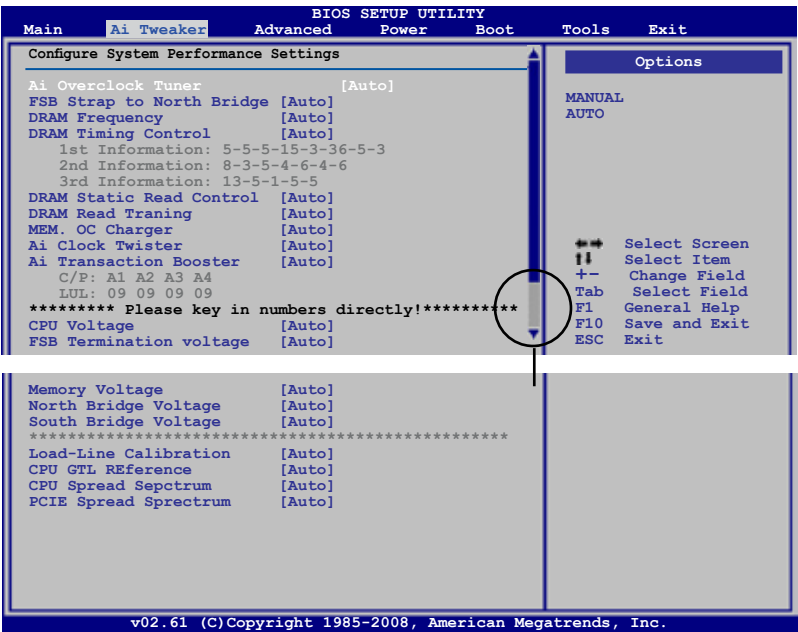 BIOS SETUP UTILITY
Main Ai Tweaker Advanced Power Boot Tools Exit
Configure System Performance Settings
Ai Overclock Tuner [Auto]
FSB Strap to North Bridge [Auto]
DRAM Frequency [Auto]
DRAM Timing Control [Auto]
1st Information: 5-5-5-15-3-36-5-3
2nd Information: 8-3-5-4-6-4-6
3rd Information: 13-5-1-5-5
DRAM Static Read Control [Auto]
DRAM Read Traning [Auto]
MEM. OC Charger [Auto]
Ai Clock Twister [Auto]
Ai Transaction Booster [Auto]
C/P: A1 A2 A3 A4
LUL: 09 09 09 09
********* Please key in numbers directly!**********
CPU Voltage [Auto]
FSB Termination voltage [Auto]
Memory Voltage [Auto]
North Bridge Voltage [Auto]
South Bridge Voltage [Auto]
**************************************************
Load-Line Calibration [Auto]
CPU GTL REference [Auto]
CPU Spread Sepctrum [Auto]
PCIE Spread Sprectrum [Auto]
Options
MANUAL
AUTO
Select Screen
Select Item
+- Change Field
Tab Select Field
F1 General Help
F10 Save and Exit
ESC Exit
v02.61 (C)Copyright 1985-2008, American Megatrends, Inc.